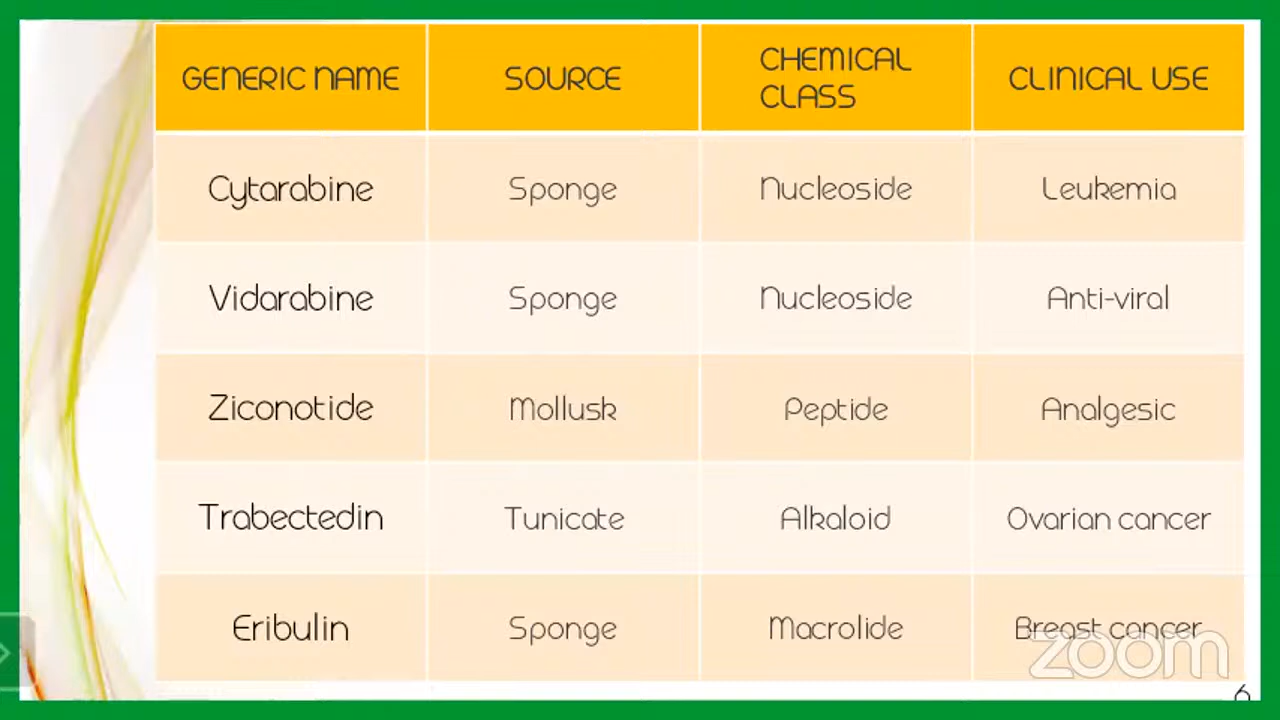 GENERIC NAME SOURCE CHEMICAL CLASS CLINICAL USE
Cytarabine Sponge Nucleoside Leukemia
Vidarabine Sponge Nucleoside Anti-viral
Ziconotide Mollusk Peptide Analgesic
Trabectedin Tunicate Alkaloid Ovarian cancer
Eribulin Sponge Macrolide Breast cancer
zoom
6